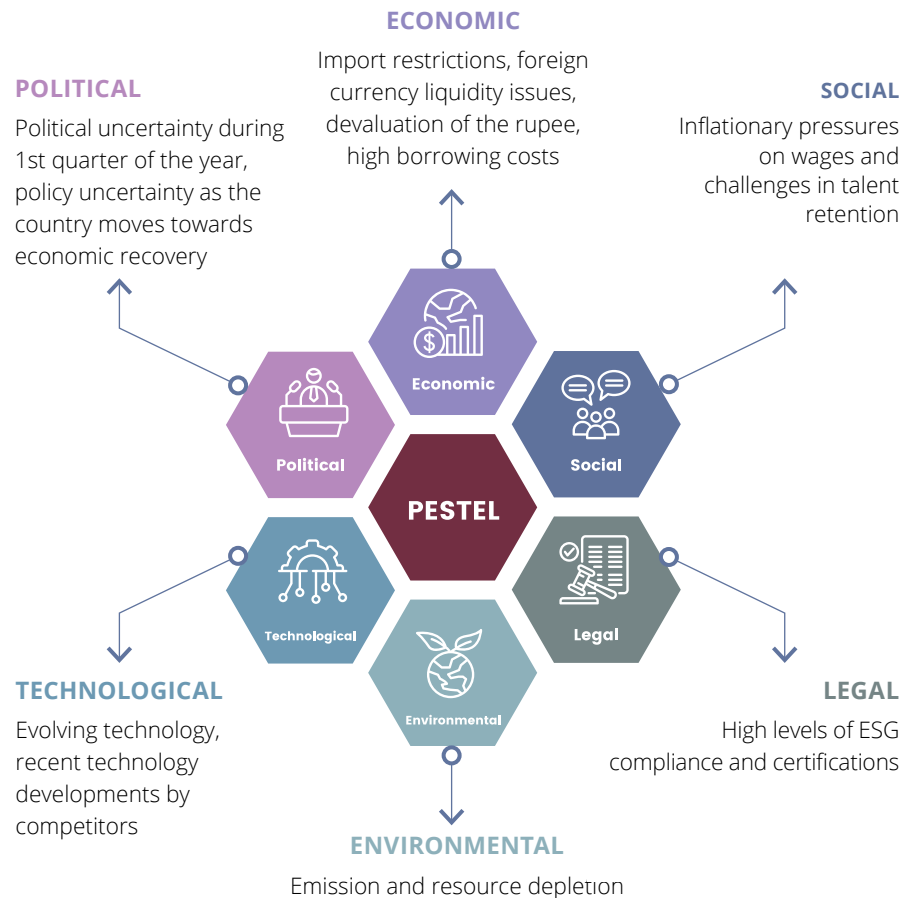 ECONOMIC
Import restrictions, foreign
currency liquidity issues,
devaluation of the rupee,
high borrowing costs
POLITICAL
Political uncertainty during
1st quarter of the year,
policy uncertainty as the
country moves towards
economic recovery
SOCIAL
Inflationary pressures
on wages and
challenges in talent
retention
$
Economic
Political
Social
PESTEL
Technological
Legal
Environmental
TECHNOLOGICAL
Evolving technology,
recent technology
developments by
competitors
LEGAL
High levels of ESG
compliance and certifications
ENVIRONMENTAL
Emission and resource depletion